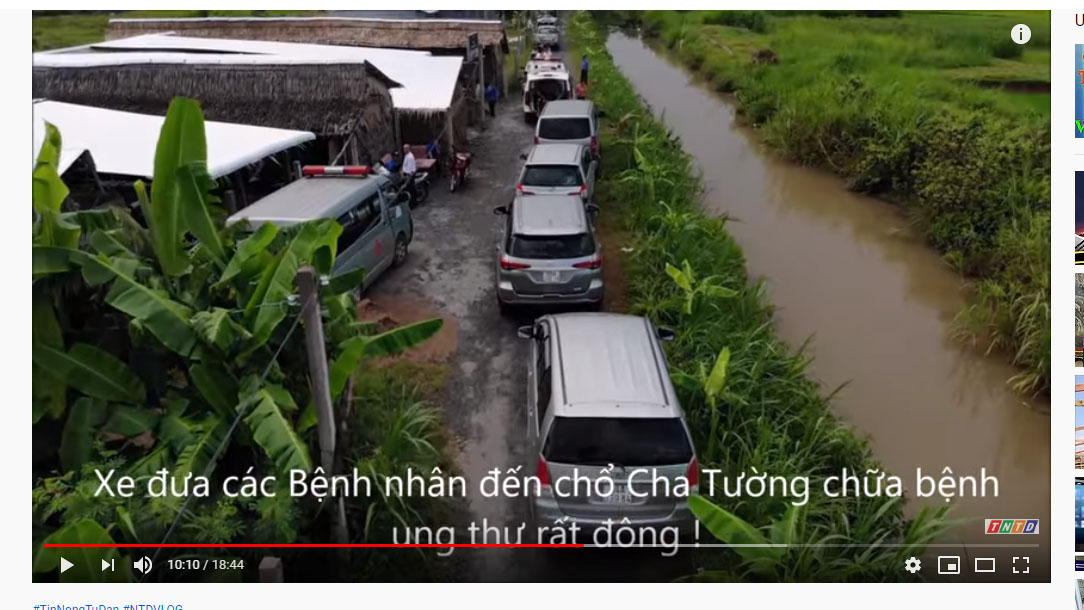 Xe đưa các Bệnh nhân đến chổ Cha Tường chữa bệnh
ung thư rất đông !
TNTD
10:10 / 18:44
#TinNongTuDan #NTDVLOG